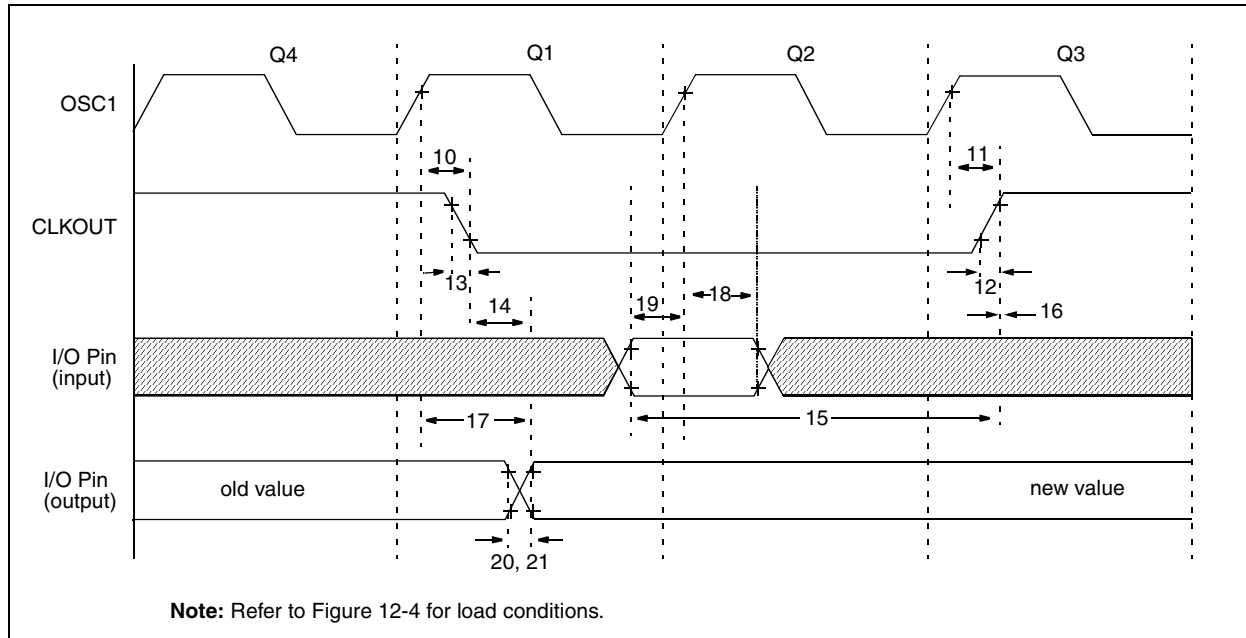 Q4 Q1 Q2 Q3
OSC1
10 11
CLKOUT
13 12
14 19 18 16
I/O Pin
(input)
17 15
I/O Pin
(output)
old value new value
20, 21
Note: Refer to Figure 12-4 for load conditions.